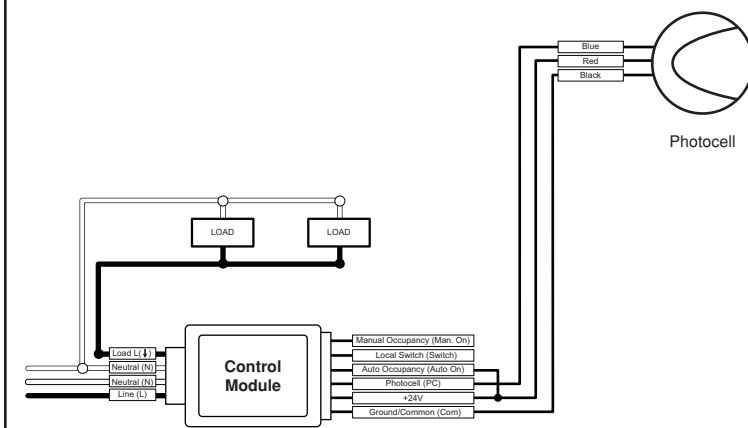 Blue
Red
Black
Photocell
LOAD
LOAD
Load L(⬇)
Neutral (N)
Neutral (N)
Line (L)
Control
Module
Manual Occupancy (Man. On)
Local Switch (Switch)
Auto Occupancy (Auto On)
Photocell (PC)
+24V
Ground/Common (Com)